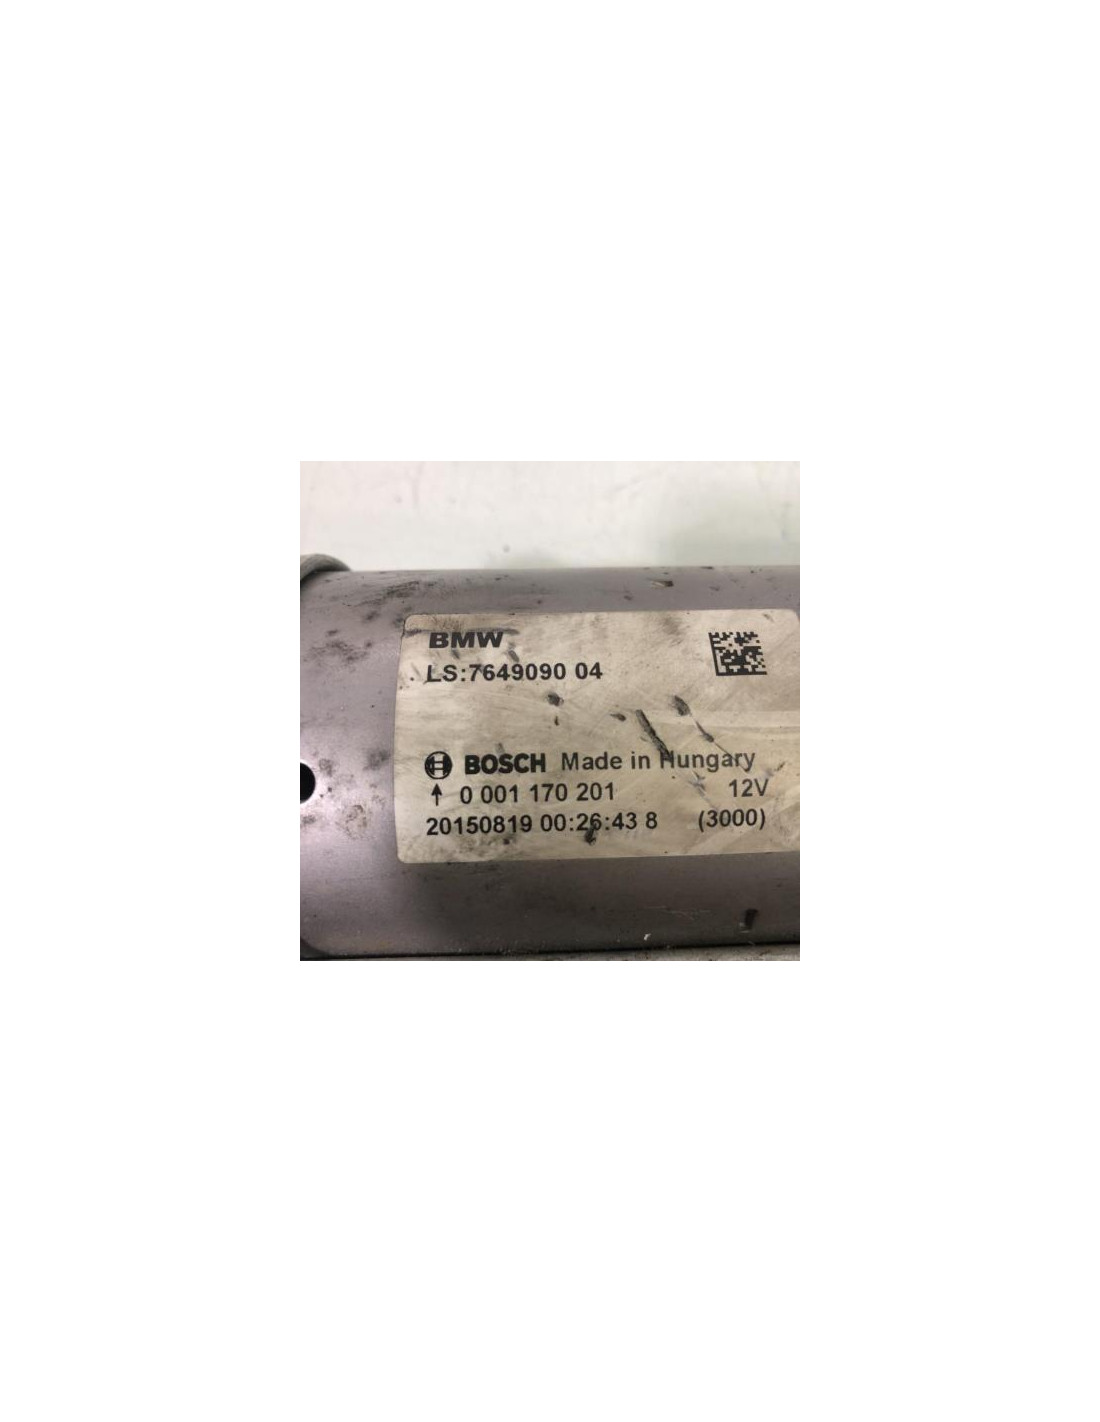 BMW
LS:7649090 04
BOSCH Made in Hungary
↑ 0 001 170 201 12V
20150819 00:26:43 8 (3000)